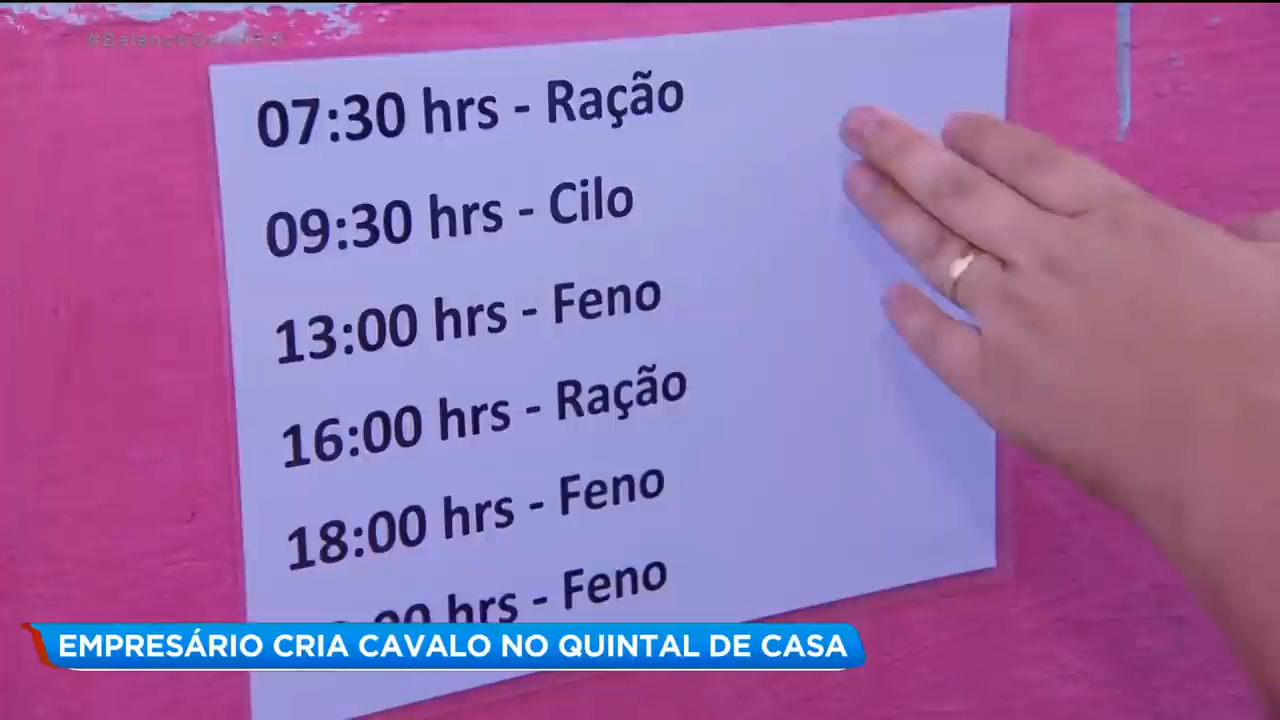 07:30 hrs - Ração
09:30 hrs - Cilo
13:00 hrs - Feno
16:00 hrs - Ração
18:00 hrs - Feno
hrs - Feno
EMPRESÁRIO CRIA CAVALO NO QUINTAL DE CASA